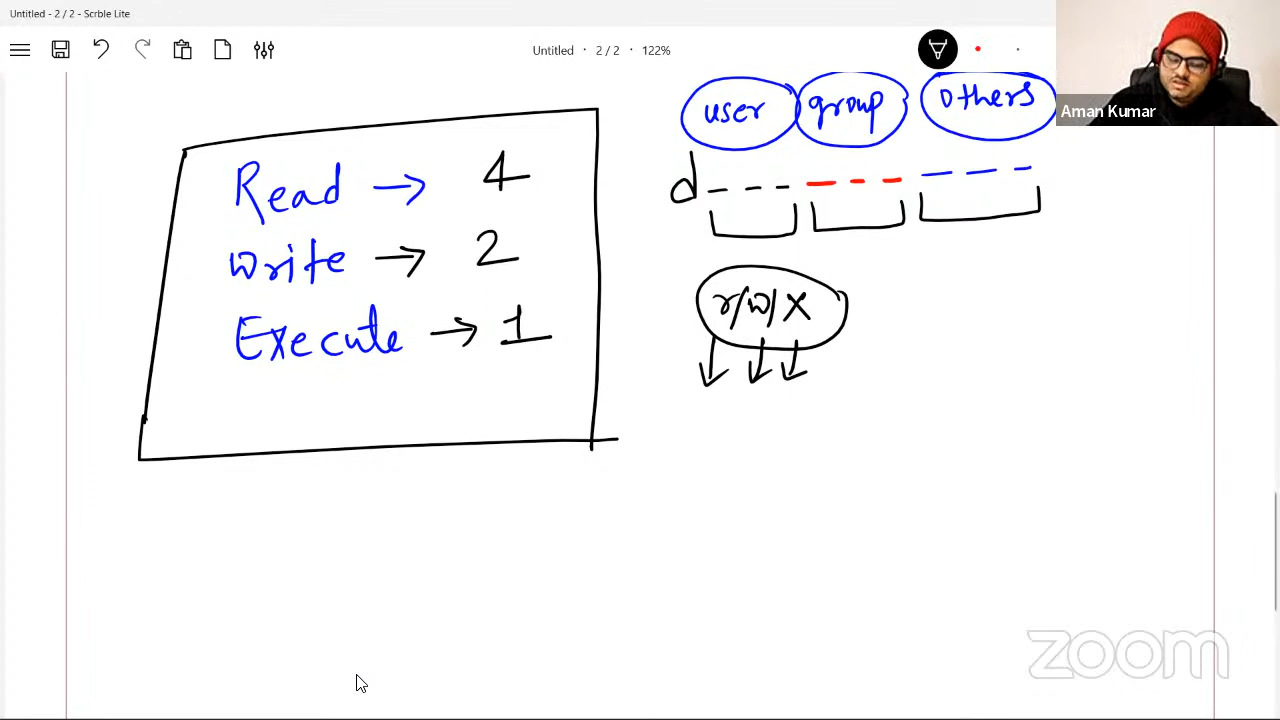 Untitled - 2 / 2 - Scrble Lite
Untitled • 2 / 2 • 122%
Aman Kumar
user group others
d --- --- ---
Read → 4
Write → 2
Execute → 1
r/w/x
zoom